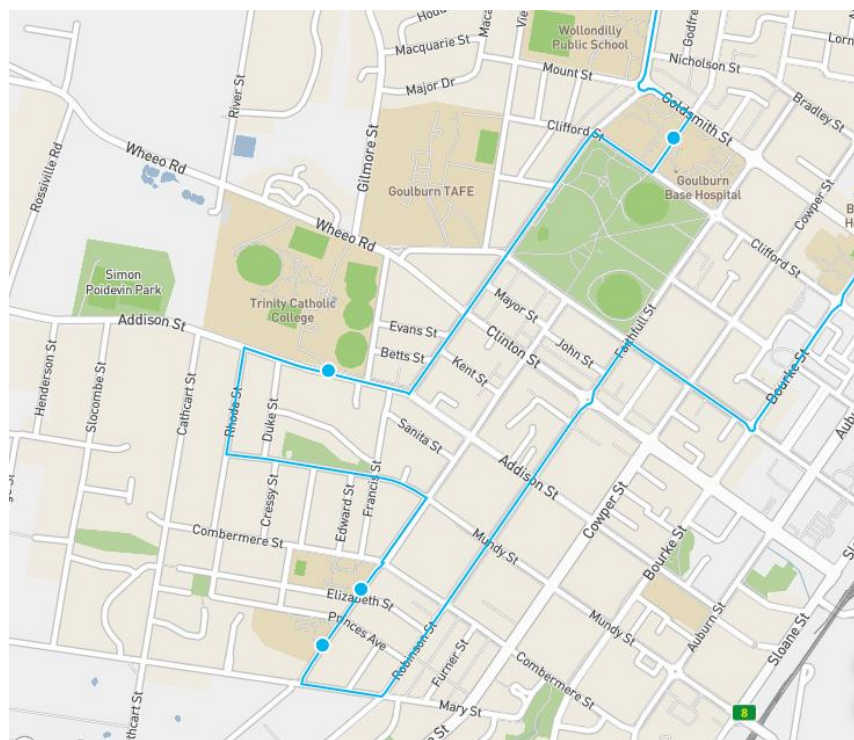 Wollondilly
Public School
Macquarie St
Nicholson St
Mount St
Major Dr
Goldsmith St
Bradley St
River St
Clifford St
Rossiville Rd
Wheeo Rd
Gilmore St
Goulburn TAFE
Goulburn
Base Hospital
Cowper St
Wheeo Rd
Clifford St
Simon
Poidevin Park
Trinity Catholic
College
Addison St
Mayor St
Evans St
Clinton St
John St
Faithfull St
Betts St
Kent St
Bourke St
Henderson St
Slocombe St
Cathcart St
Rhoda St
Duke St
Sanita St
Addison St
Cressy St
Edward St
Francis St
Cowper St
Combermere St
Mundy St
Bourke St
Elizabeth St
Princes Ave
Robinson St
Mundy St
Auburn St
Sloane St
Furner St
Combermere St
Mary St
8